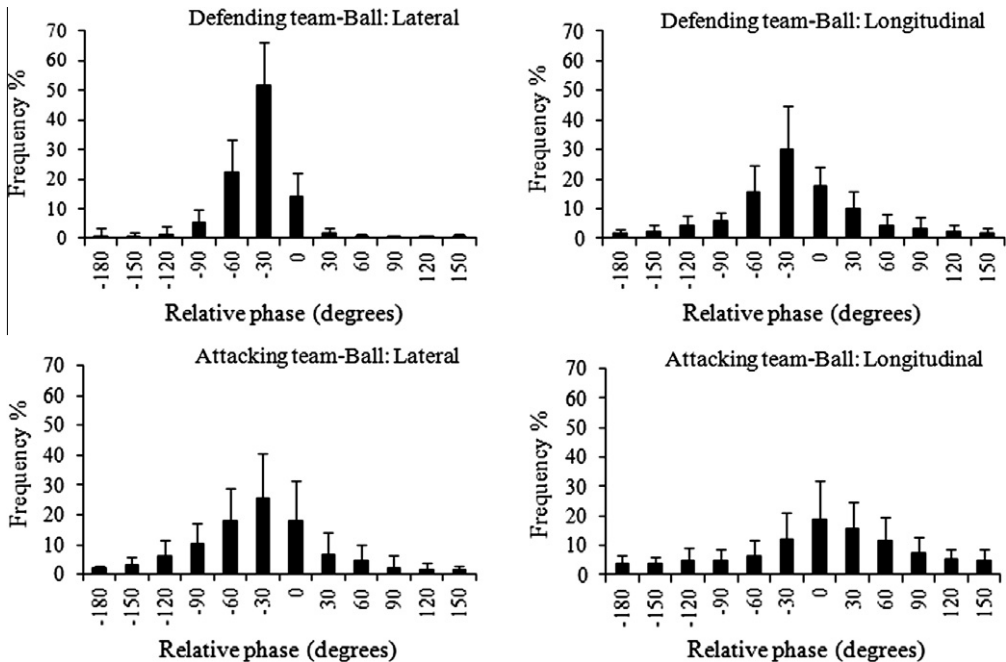 Defending team-Ball: Lateral
Frequency %
70
60
50
40
30
20
10
0
-180 -150 -120 -90 -60 -30 0 30 60 90 120 150
Relative phase (degrees)
Defending team-Ball: Longitudinal
Frequency %
70
60
50
40
30
20
10
0
-180 -150 -120 -90 -60 -30 0 30 60 90 120 150
Relative phase (degrees)
Attacking team-Ball: Lateral
Frequency %
70
60
50
40
30
20
10
0
-180 -150 -120 -90 -60 -30 0 30 60 90 120 150
Relative phase (degrees)
Attacking team-Ball: Longitudinal
Frequency %
70
60
50
40
30
20
10
0
-180 -150 -120 -90 -60 -30 0 30 60 90 120 150
Relative phase (degrees)